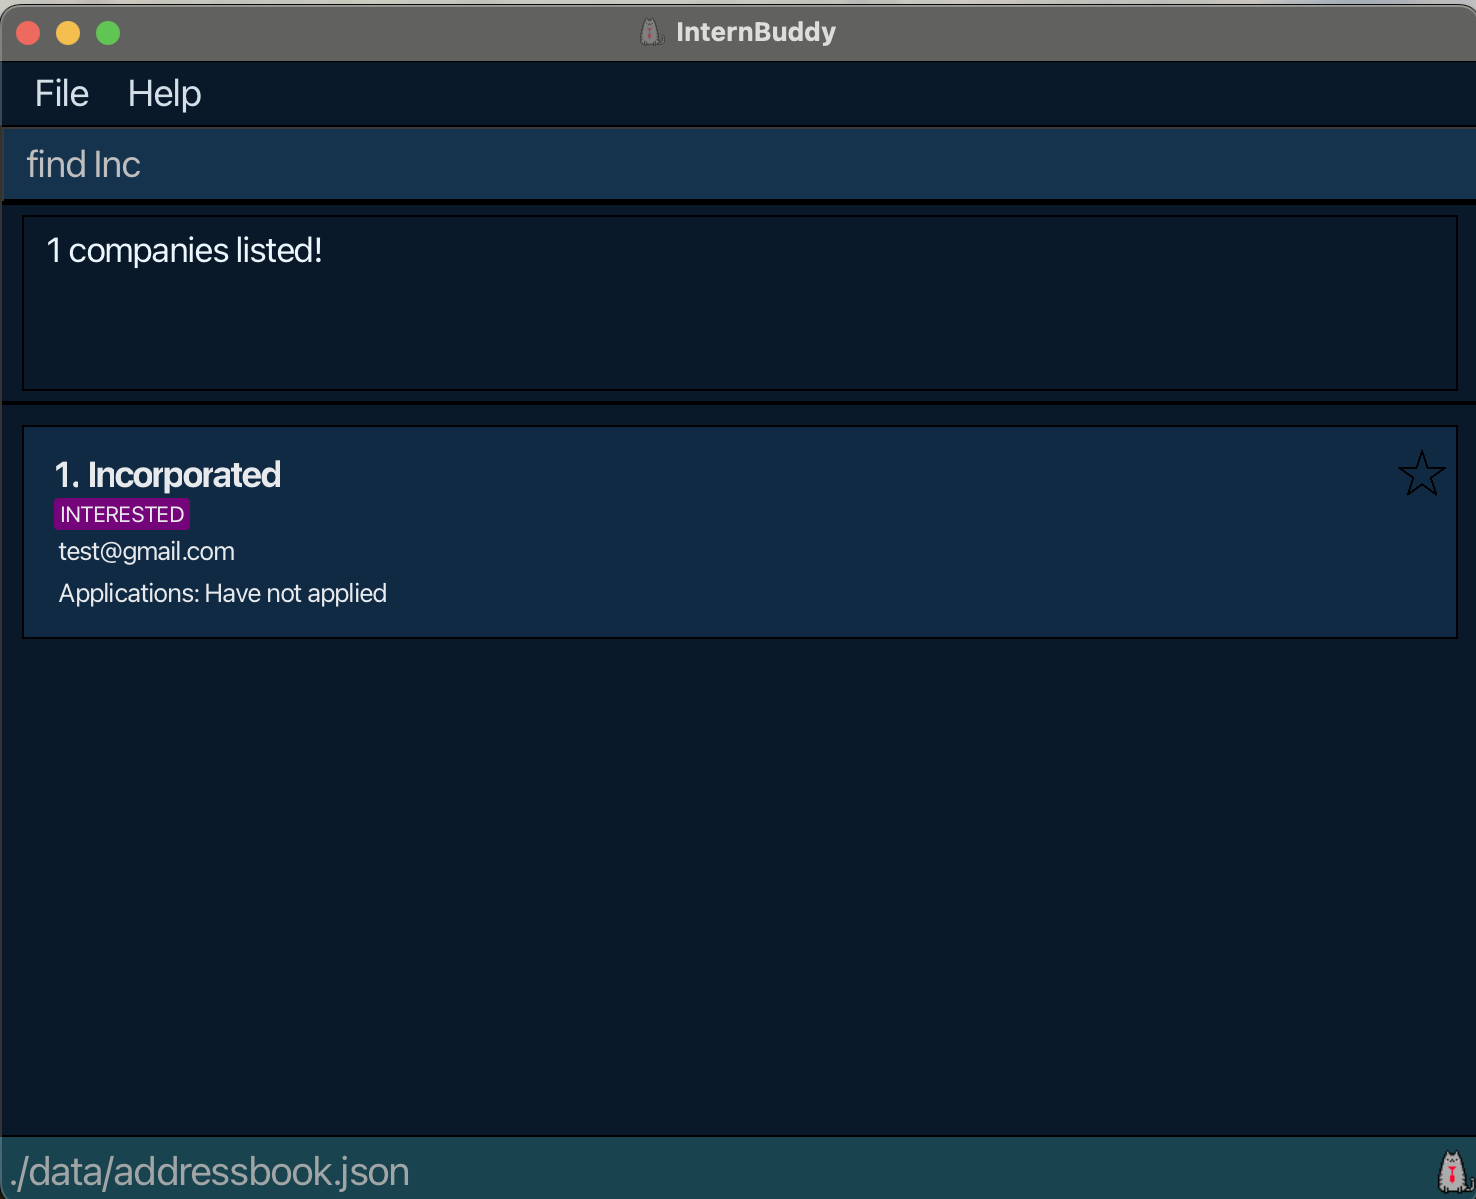 InternBuddy
File Help
find Inc
1 companies listed!
1. Incorporated
INTERESTED
test@gmail.com
Applications: Have not applied
./data/addressbook.json